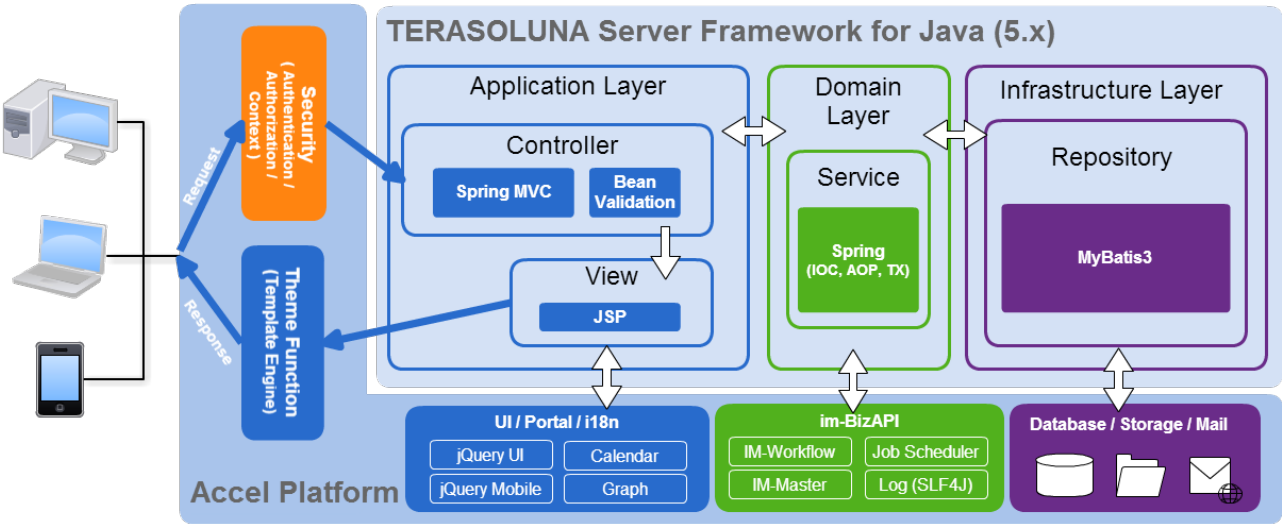 TERASOLUNA Server Framework for Java (5.x)
Security
( Authentication /
Authorization /
Context )
Request
Response
Theme Function
(Template Engine)
Application Layer
Controller
Spring MVC
Bean
Validation
View
JSP
Domain
Layer
Service
Spring
(IOC, AOP, TX)
Infrastructure Layer
Repository
MyBatis3
UI / Portal / i18n
jQuery UI
Calendar
jQuery Mobile
Graph
im-BizAPI
IM-Workflow
Job Scheduler
IM-Master
Log (SLF4J)
Database / Storage / Mail
Accel Platform